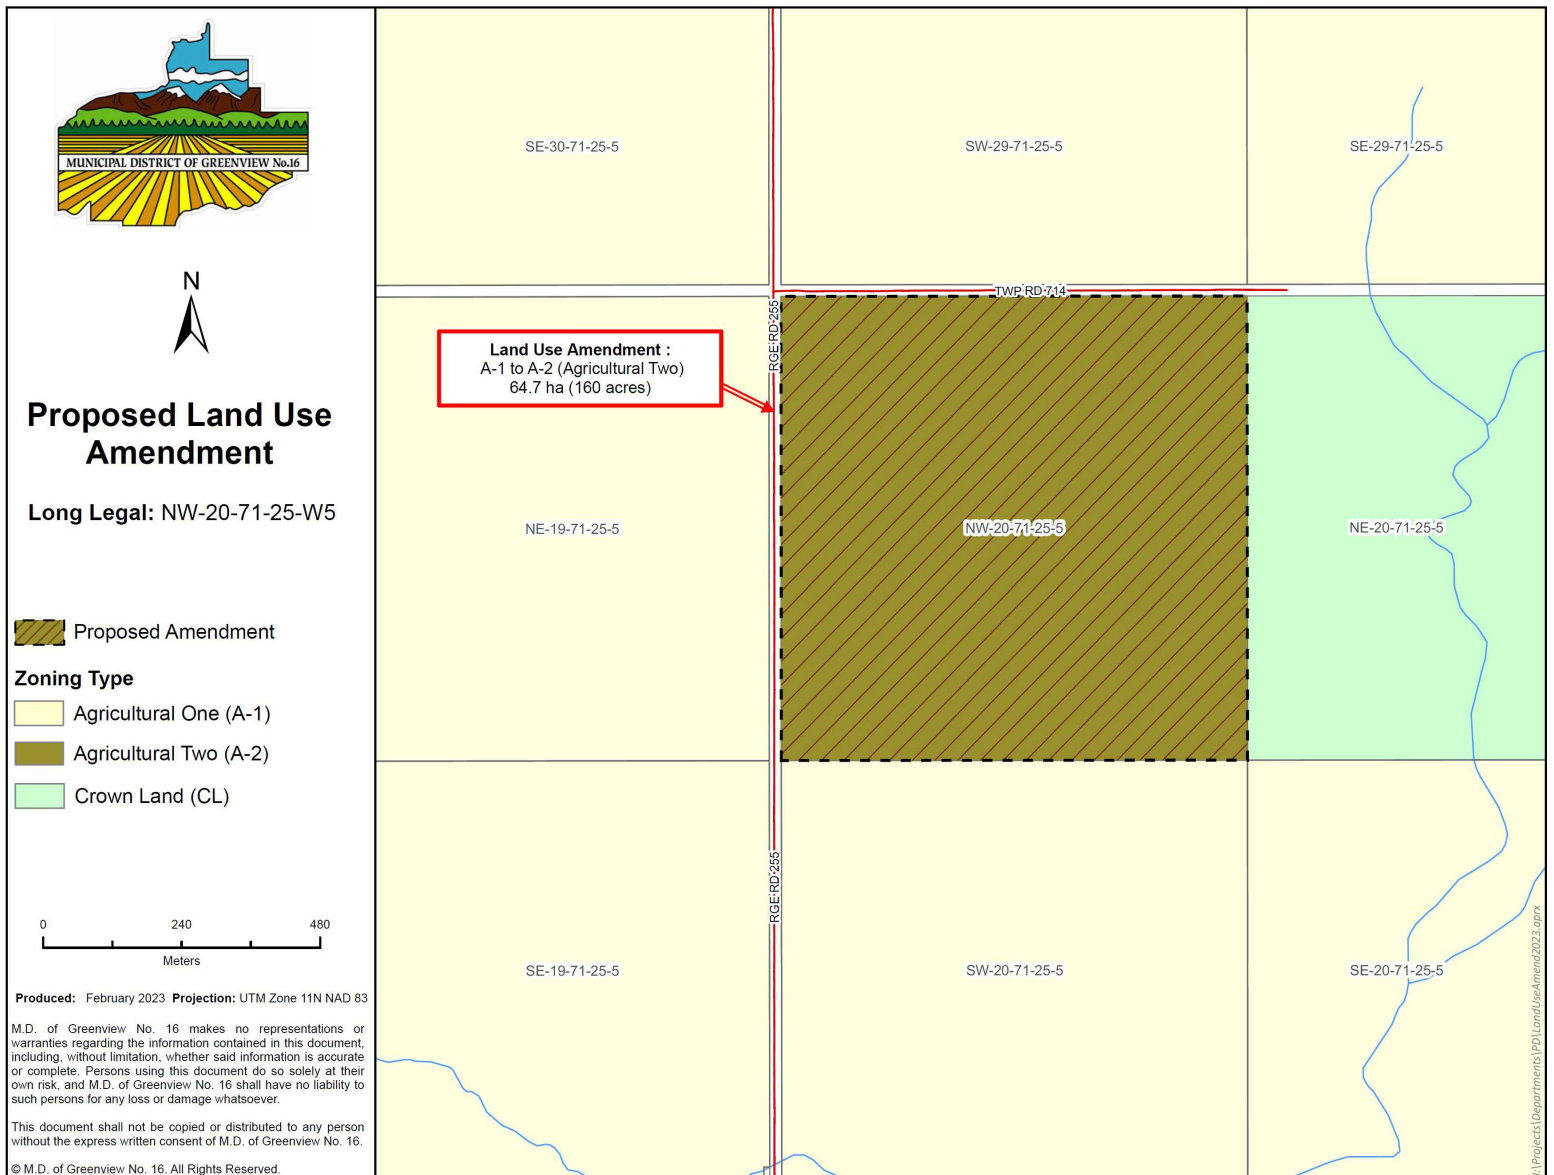 MUNICIPAL DISTRICT OF GREENVIEW No.16
N
Proposed Land Use
Amendment
Long Legal: NW-20-71-25-W5
Proposed Amendment
Zoning Type
Agricultural One (A-1)
Agricultural Two (A-2)
Crown Land (CL)
0 240 480
Meters
Produced: February 2023 Projection: UTM Zone 11N NAD 83
M.D. of Greenview No. 16 makes no representations or
warranties regarding the information contained in this document,
including, without limitation, whether said information is accurate
or complete. Persons using this document do so solely at their
own risk, and M.D. of Greenview No. 16 shall have no liability to
such persons for any loss or damage whatsoever.
This document shall not be copied or distributed to any person
without the express written consent of M.D. of Greenview No. 16.
© M.D. of Greenview No. 16. All Rights Reserved.
SE-30-71-25-5
SW-29-71-25-5
SE-29-71-25-5
TWP RD 714
RGE RD 255
Land Use Amendment :
A-1 to A-2 (Agricultural Two)
64.7 ha (160 acres)
NE-19-71-25-5
NW-20-71-25-5
NE-20-71-25-5
RGE RD 255
SE-19-71-25-5
SW-20-71-25-5
SE-20-71-25-5
:\Projects\Departments\PD\LandUseAmend2023.aprx